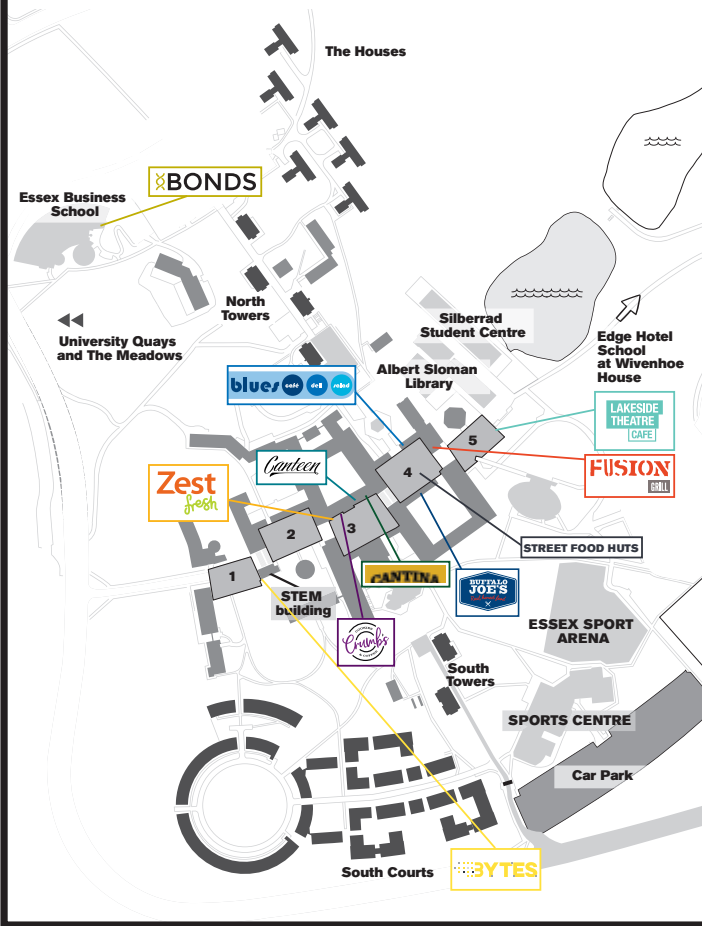 The Houses
BONDS
Essex Business
School
North
Towers
University Quays
and The Meadows
Silberrad
Student Centre
Edge Hotel
School
at Wivenhoe
House
Albert Sloman
Library
blues café deli salad
LAKESIDE
THEATRE
CAFE
5
4
FUSION
GRILL
Canteen
Zest
fresh
3
2
STREET FOOD HUTS
1
CANTINA
BUFFALO
JOE'S
STEM
building
ESSEX SPORT
ARENA
Crumbs
South
Towers
SPORTS CENTRE
Car Park
South Courts
BYTES